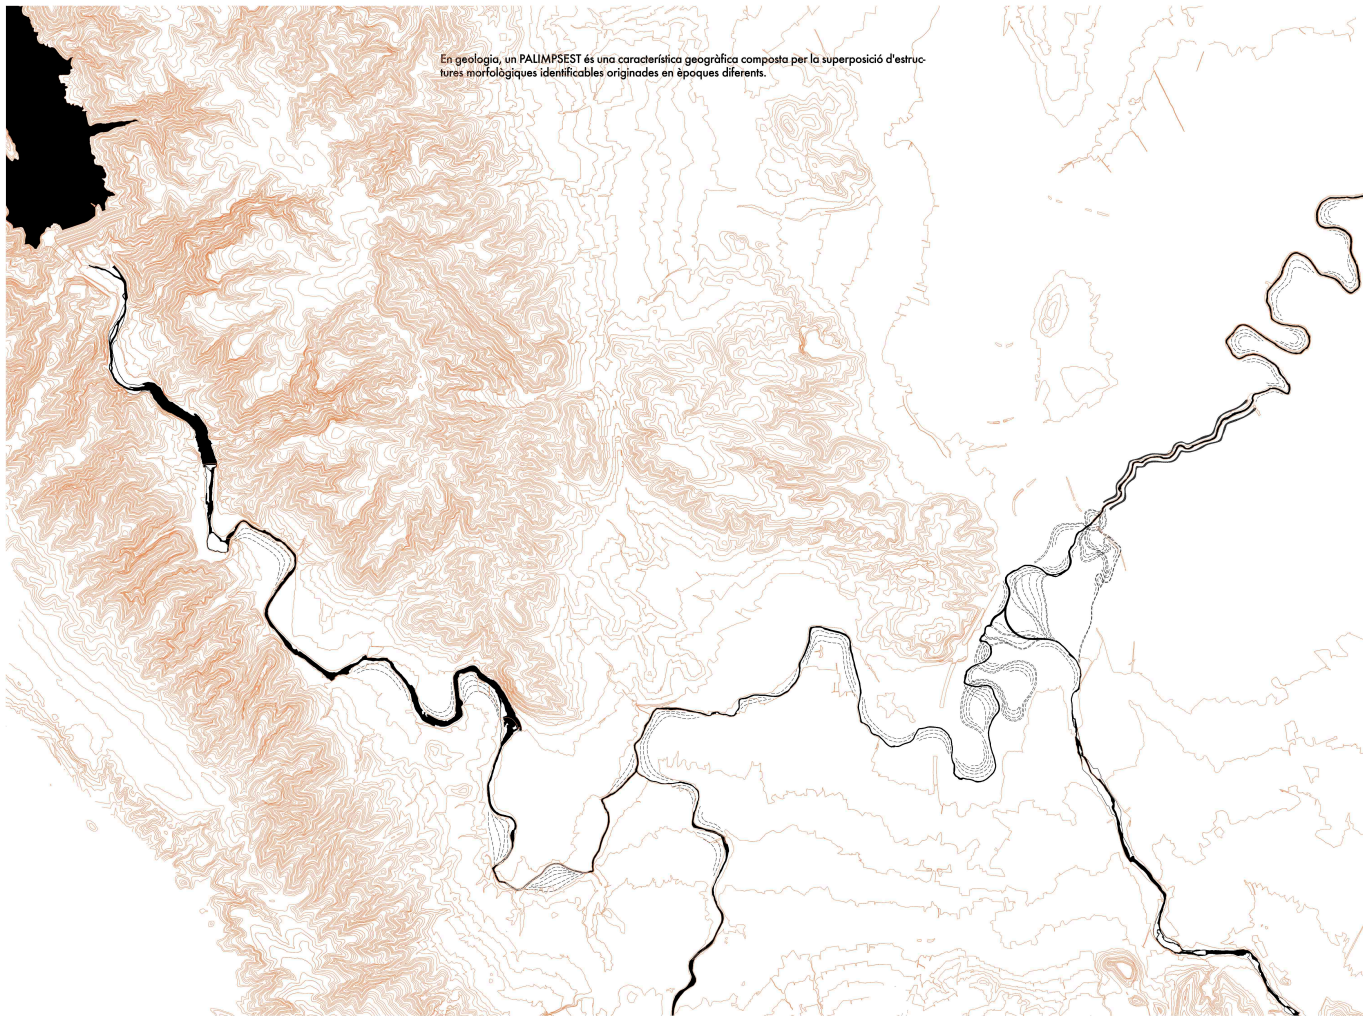 En geologia, un PALIMPSEST és una característica geogràfica composta per la superposició d'estruc-
tures morfològiques identificables originades en èpoques diferents.